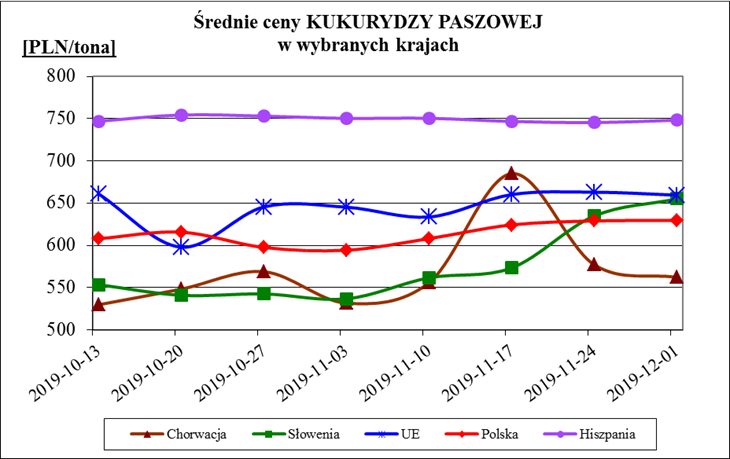 Średnie ceny KUKURYDZY PASZOWEJ
w wybranych krajach
[PLN/tona]
800
750
700
650
600
550
500
2019-10-13 2019-10-20 2019-10-27 2019-11-03 2019-11-10 2019-11-17 2019-11-24 2019-12-01
Chorwacja Słowenia UE Polska Hiszpania